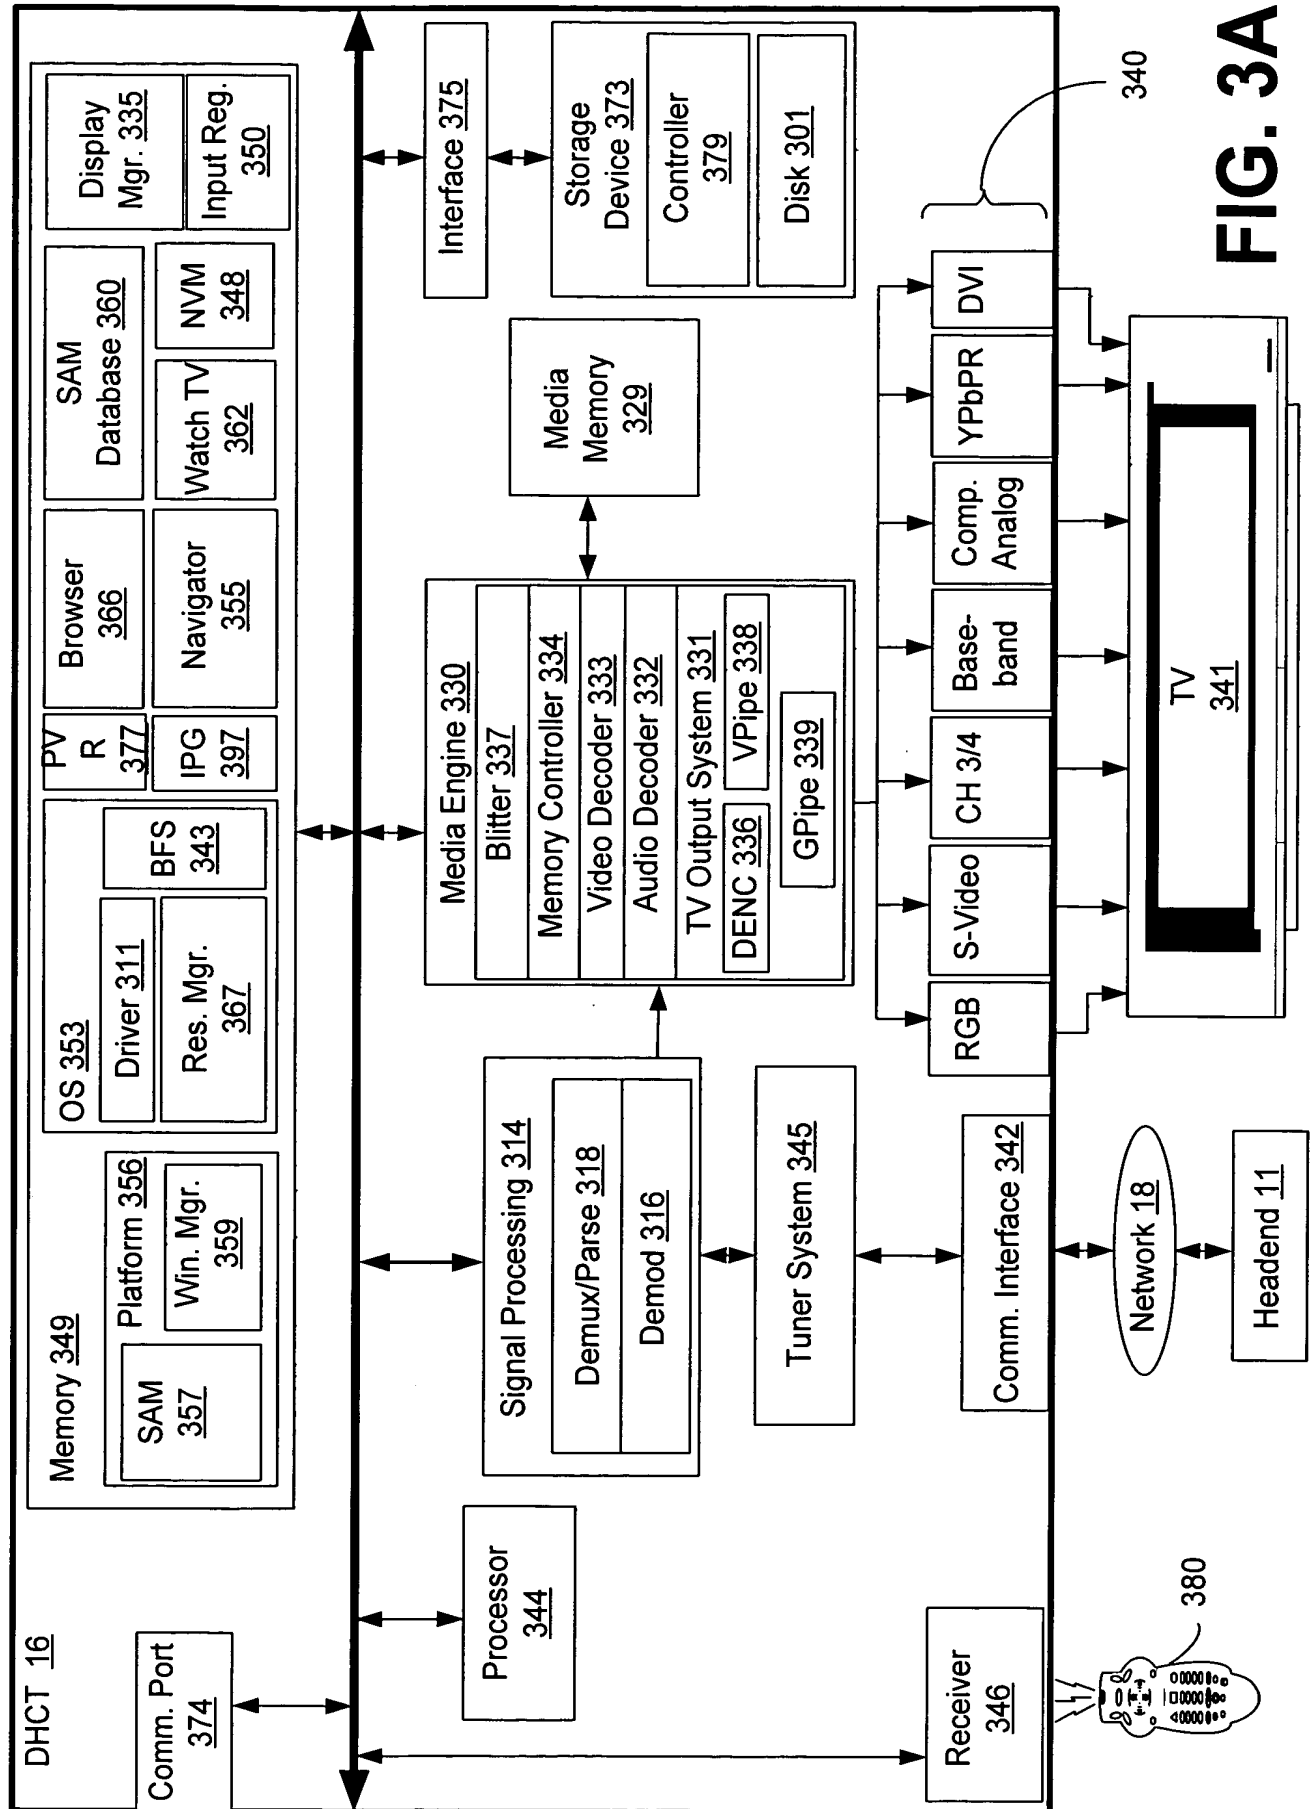 DHCT 16
Comm. Port
374
Memory 349
Platform 356
SAM
357
Win. Mgr.
359
OS 353
Driver 311
Res. Mgr.
367
BFS
343
PV
R
377
IPG
397
Browser
366
Navigator
355
SAM
Database 360
Watch TV
362
NVM
348
Display
Mgr. 335
Input Reg.
350
Processor
344
Signal Processing 314
Demux/Parse 318
Demod 316
Tuner System 345
Media Engine 330
Blitter 337
Memory Controller 334
Video Decoder 333
Audio Decoder 332
TV Output System 331
DENC 336
VPipe 338
GPipe 339
Media
Memory
329
Interface 375
Storage
Device 373
Controller
379
Disk 301
Receiver
346
Comm. Interface 342
RGB
S-Video
CH 3/4
Base-
band
Comp.
Analog
YPbPR
DVI
340
380
Network 18
Headend 11
TV
341
FIG. 3A